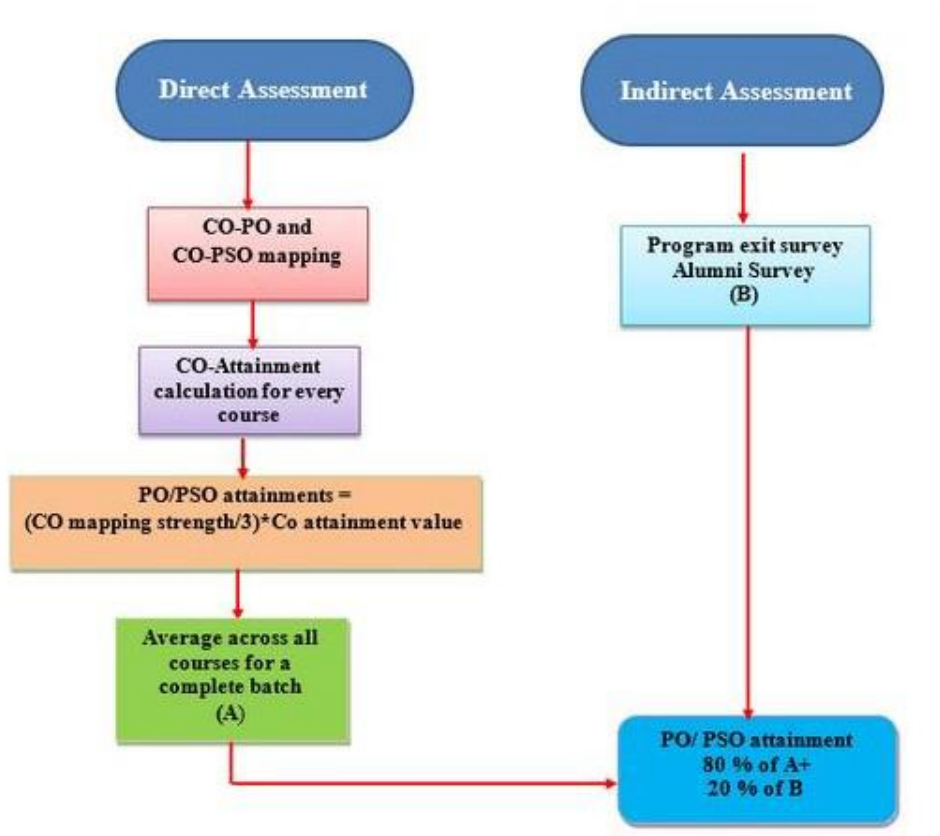 Direct Assessment
CO-PO and
CO-PSO mapping
CO-Attainment
calculation for every
course
PO/PSO attainments =
(CO mapping strength/3)*Co attainment value
Average across all
courses for a
complete batch
(A)
Indirect Assessment
Program exit survey
Alumni Survey
(B)
PO/ PSO attainment
80 % of A+
20 % of B